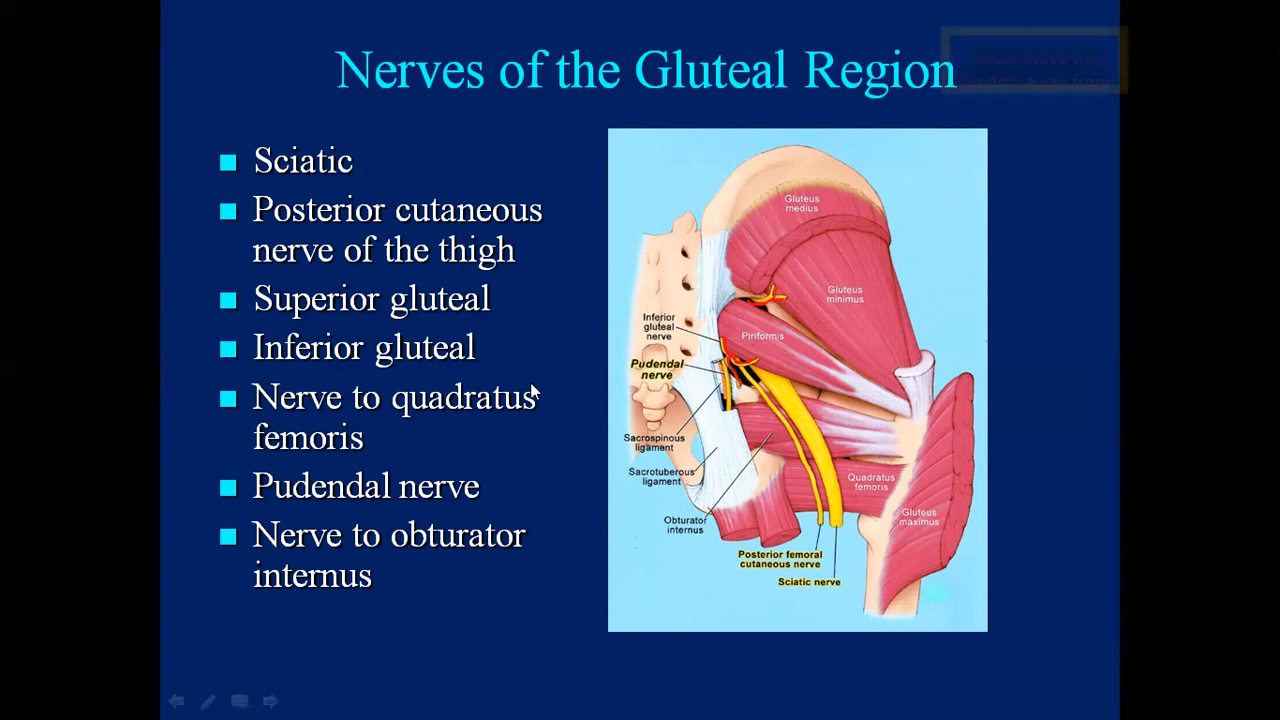 Nerves of the Gluteal Region
Sciatic
Posterior cutaneous
nerve of the thigh
Superior gluteal
Inferior gluteal
Nerve to quadratus
femoris
Pudendal nerve
Nerve to obturator
internus
Gluteus
medius
Gluteus
minimus
Inferior
gluteal
nerve
Piriformis
Pudendal
nerve
Sacrospinous
ligament
Sacrotuberous
ligament
Quadratus
femoris
Obturator
internus
Gluteus
maximus
Posterior femoral
cutaneous nerve
Sciatic nerve